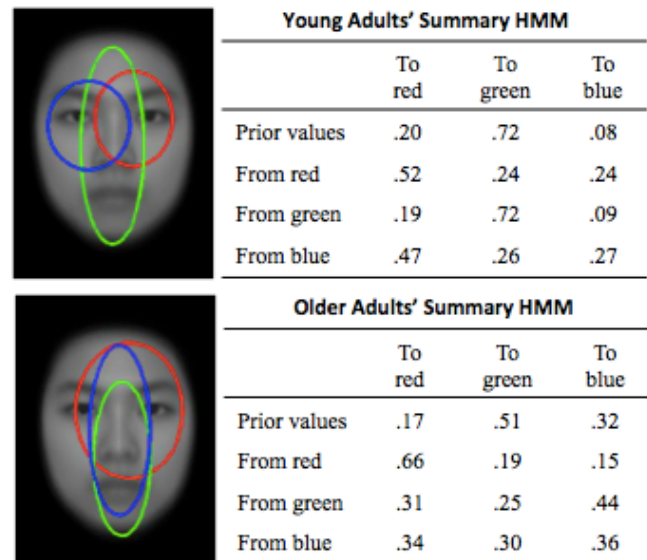 Young Adults' Summary HMM
To red To green To blue
Prior values .20 .72 .08
From red .52 .24 .24
From green .19 .72 .09
From blue .47 .26 .27
Older Adults' Summary HMM
To red To green To blue
Prior values .17 .51 .32
From red .66 .19 .15
From green .31 .25 .44
From blue .34 .30 .36